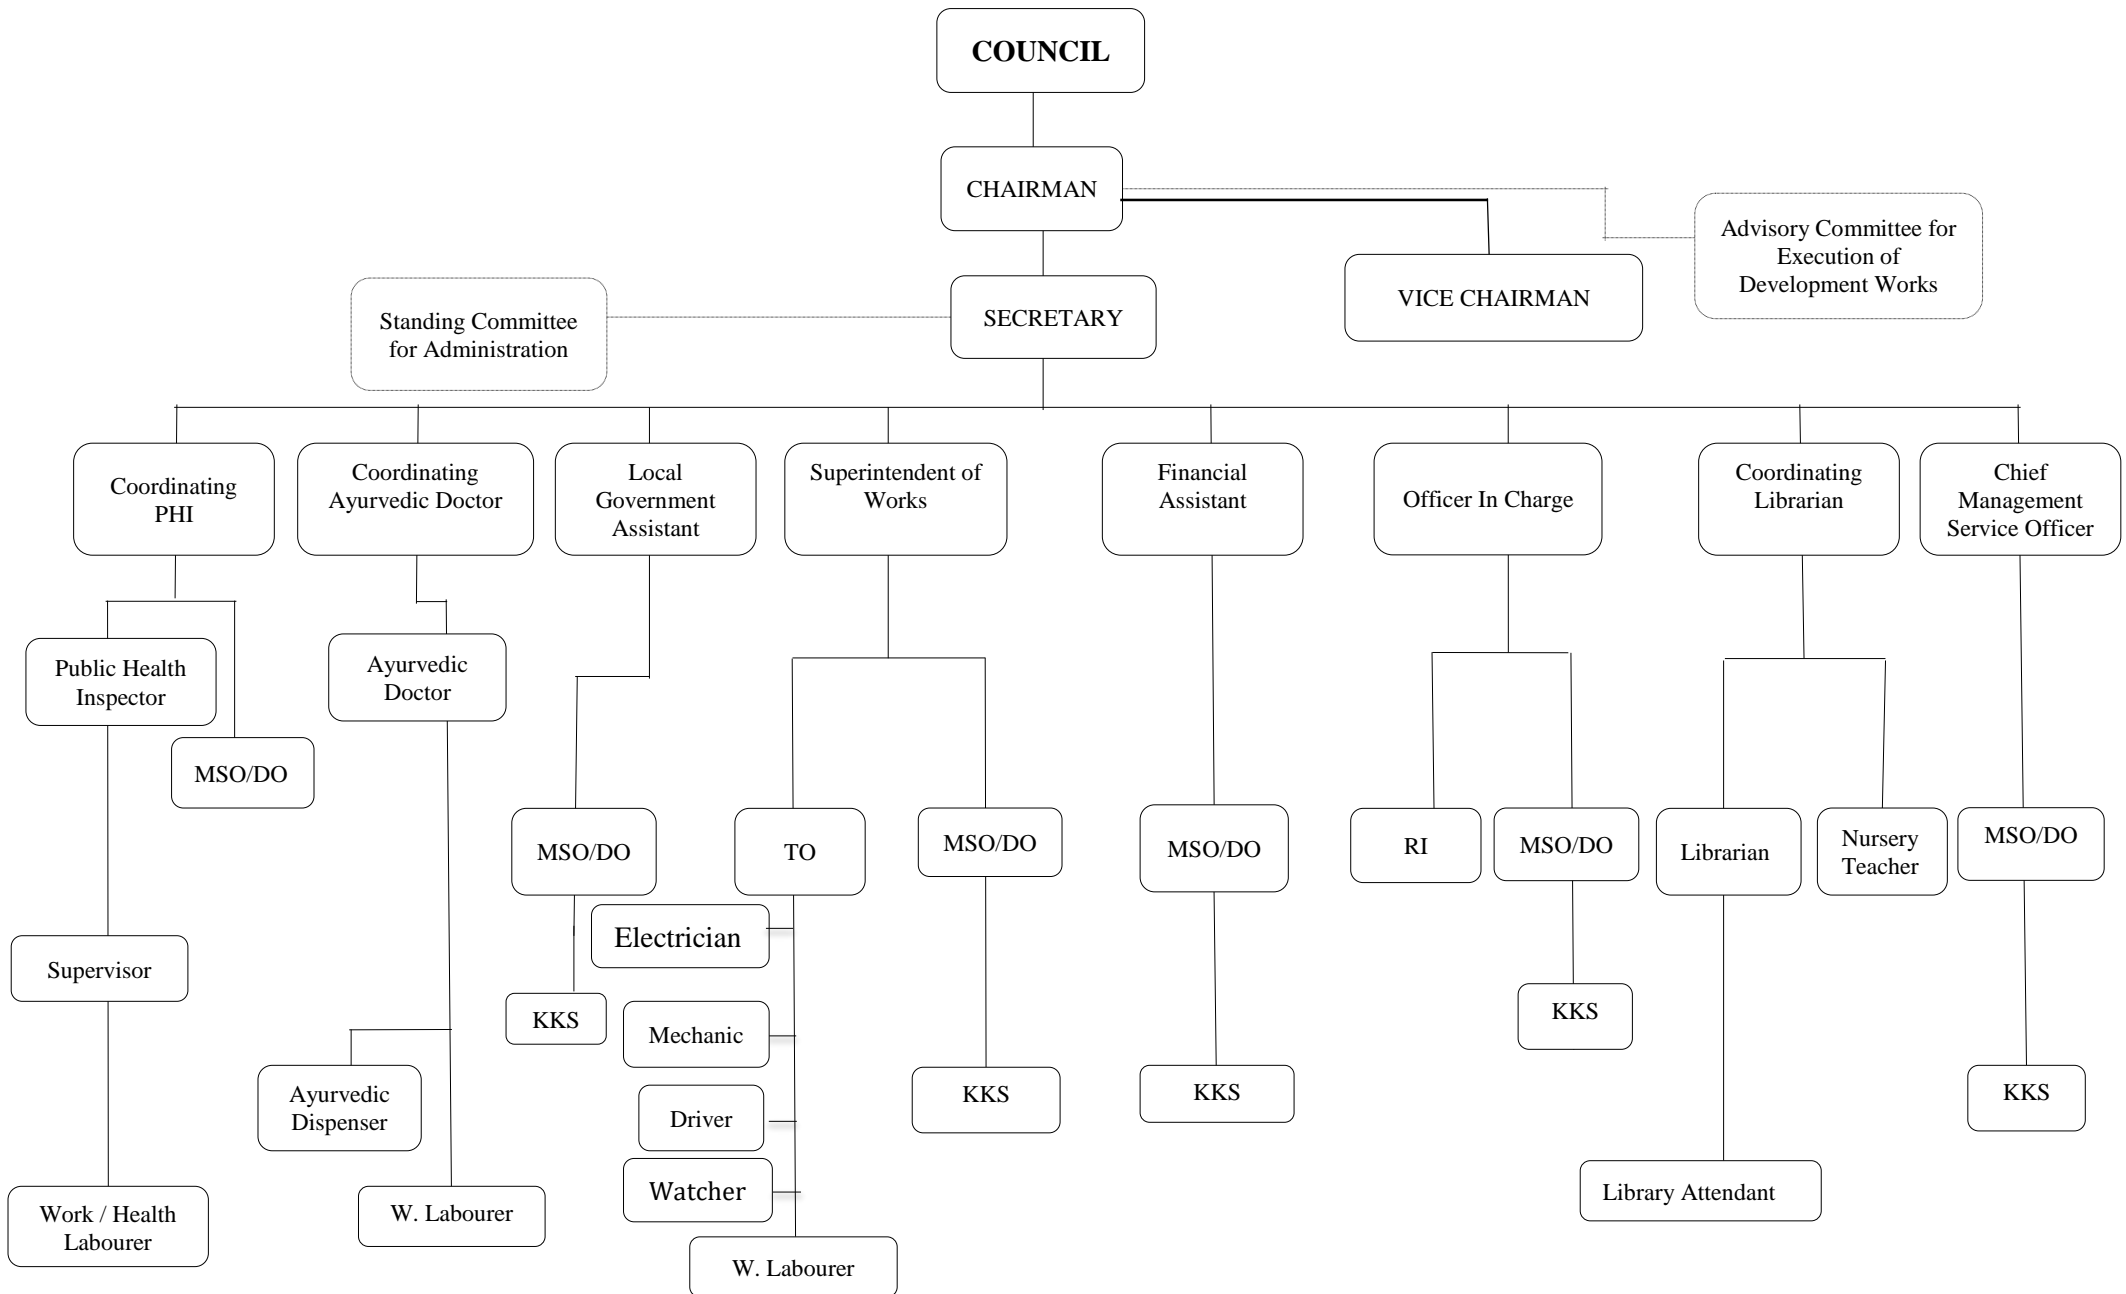 COUNCIL
CHAIRMAN
Advisory Committee for
Execution of
Development Works
VICE CHAIRMAN
SECRETARY
Standing Committee
for Administration
Coordinating
PHI
Coordinating
Ayurvedic Doctor
Local
Government
Assistant
Superintendent of
Works
Financial
Assistant
Officer In Charge
Coordinating
Librarian
Chief
Management
Service Officer
Public Health
Inspector
Ayurvedic
Doctor
MSO/DO
MSO/DO
TO
MSO/DO
MSO/DO
RI
MSO/DO
Librarian
Nursery
Teacher
MSO/DO
Electrician
Supervisor
KKS
Mechanic
KKS
Ayurvedic
Dispenser
Driver
KKS
KKS
KKS
Watcher
Library Attendant
Work / Health
Labourer
W. Labourer
W. Labourer